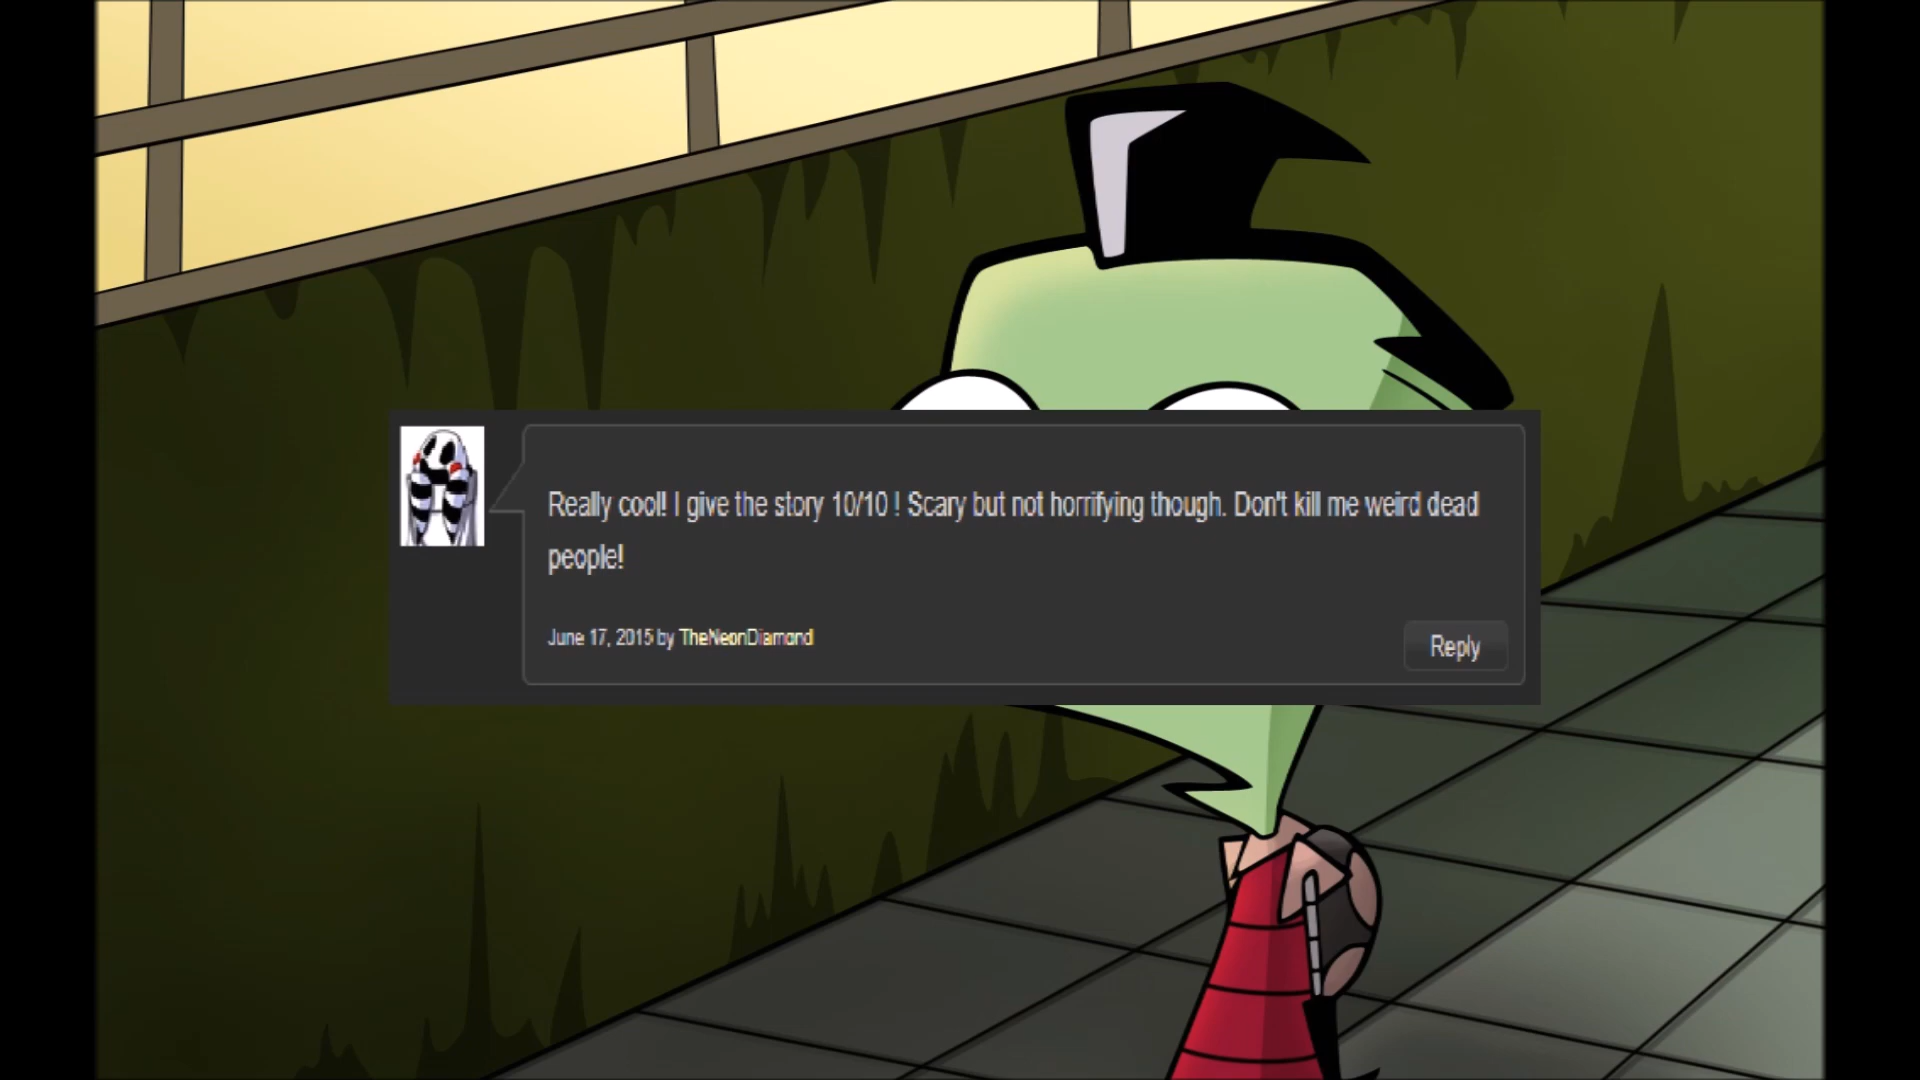 Really cool! I give the story 10/10 ! Scary but not horrifying though. Don't kill me weird dead
people!
June 17, 2015 by TheNeonDiamond
Reply